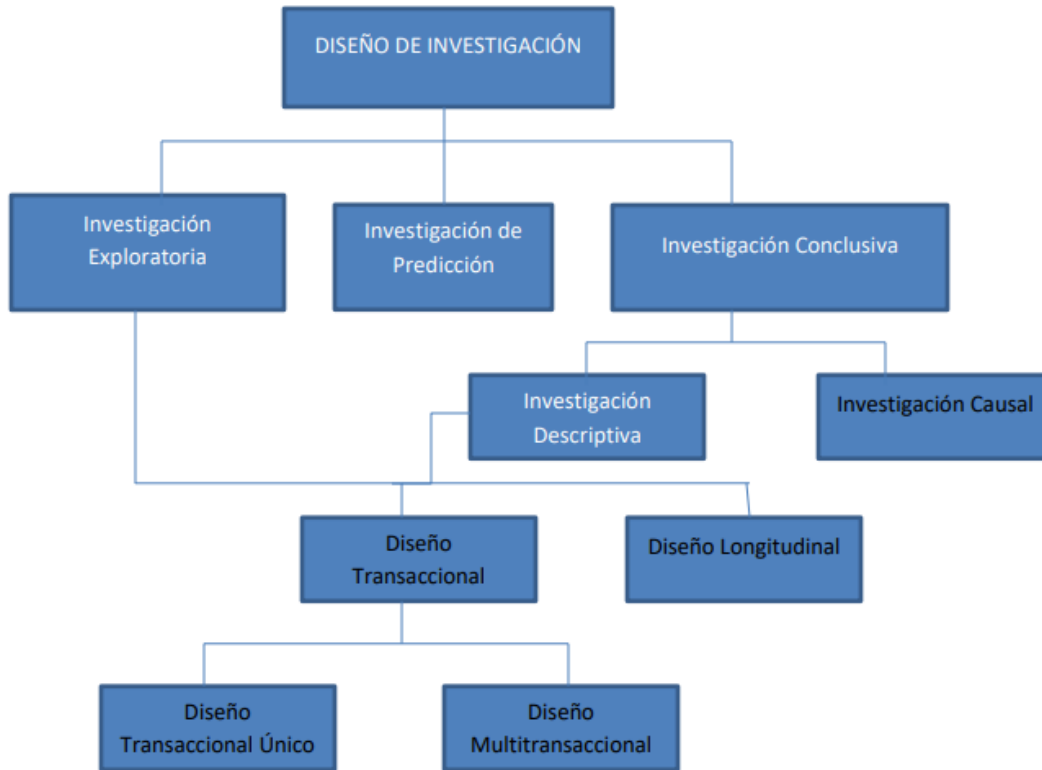 DISEÑO DE INVESTIGACIÓN
Investigación
Exploratoria
Investigación de
Predicción
Investigación Conclusiva
Investigación
Descriptiva
Investigación Causal
Diseño
Transaccional
Diseño Longitudinal
Diseño
Transaccional Único
Diseño
Multitransaccional